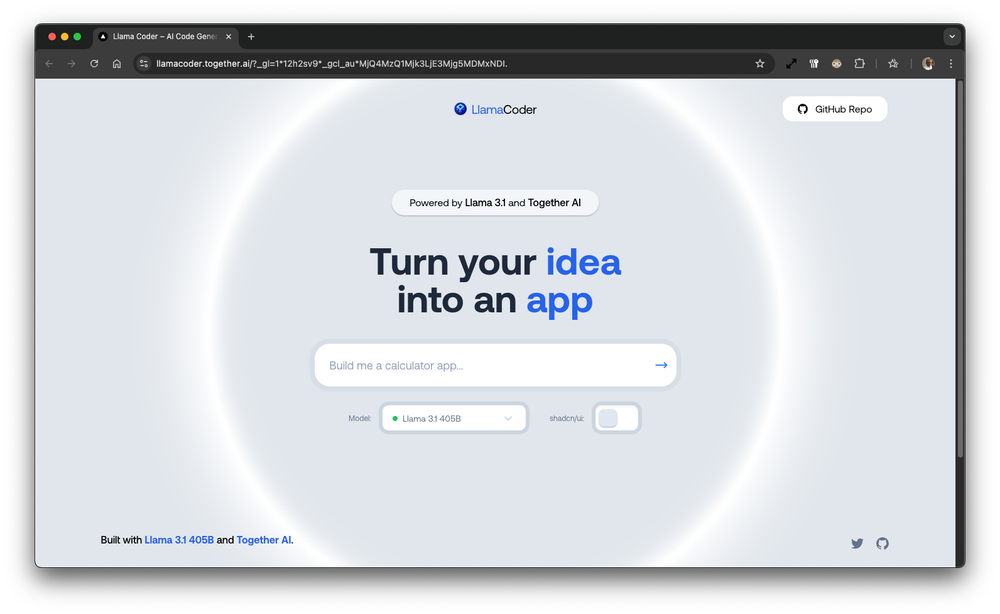 Llama Coder – AI Code Gene
llamacoder.together.ai/?_gl=1*12h2sv9*_gcl_au*MjQ4MzQ1Mjk3LjE3Mjg5MDMxNDI.
LlamaCoder
GitHub Repo
Powered by Llama 3.1 and Together AI
Turn your idea
into an app
Build me a calculator app...
Model:
Llama 3.1 405B
shadcn/ui:
Built with Llama 3.1 405B and Together AI.